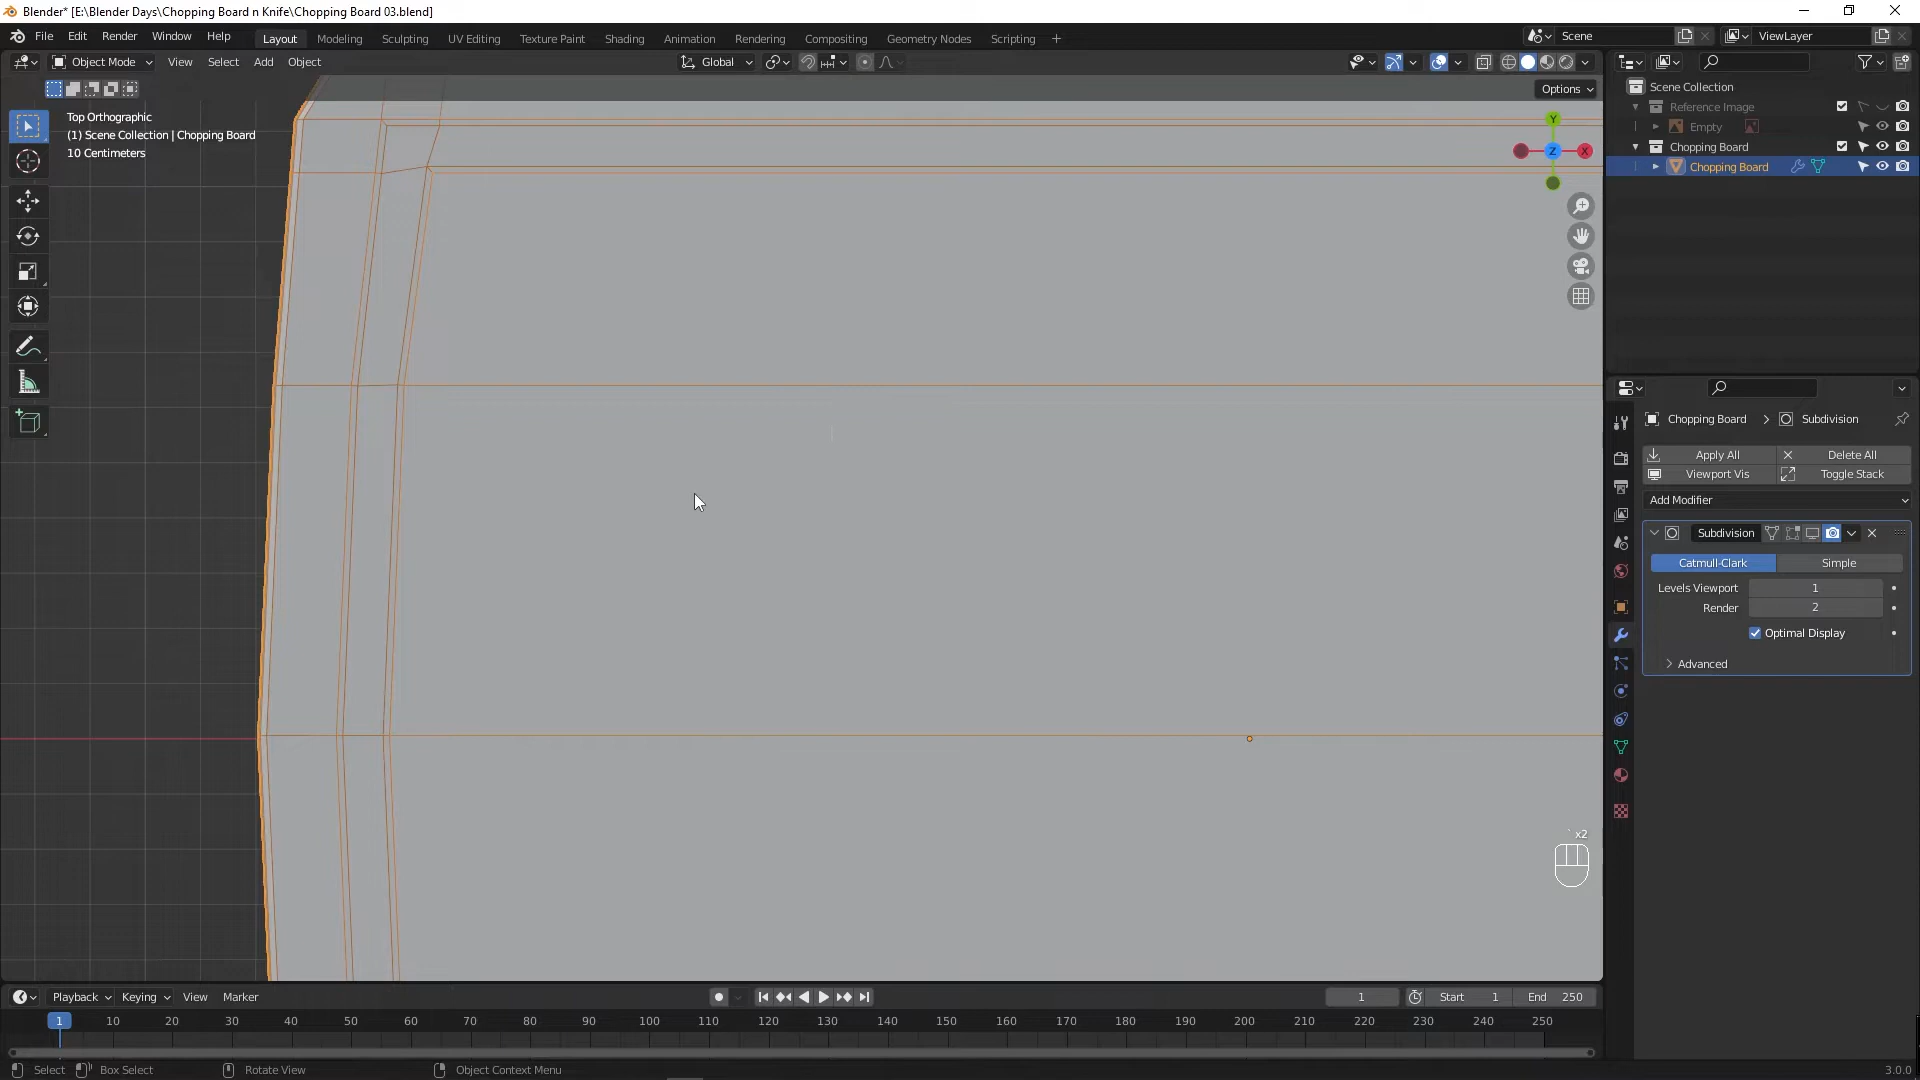 Blender* [E:\Blender Days\Chopping Board n Knife\Chopping Board 03.blend]
File Edit Render Window Help Layout Modeling Sculpting UV Editing Texture Paint Shading Animation Rendering Compositing Geometry Nodes Scripting + Scene ViewLayer
Object Mode View Select Add Object Global
Options
Top Orthographic
(1) Scene Collection | Chopping Board
10 Centimeters
Y
Z
X
Scene Collection
Reference Image
Empty
Chopping Board
Chopping Board
Chopping Board > Subdivision
Apply All Delete All
Viewport Vis Toggle Stack
Add Modifier
Subdivision
Catmull-Clark Simple
Levels Viewport 1
Render 2
Optimal Display
Advanced
` x2
Playback Keying View Marker 1 Start 1 End 250
1 10 20 30 40 50 60 70 80 90 100 110 120 130 140 150 160 170 180 190 200 210 220 230 240 250
Select Box Select Rotate View Object Context Menu 3.0.0